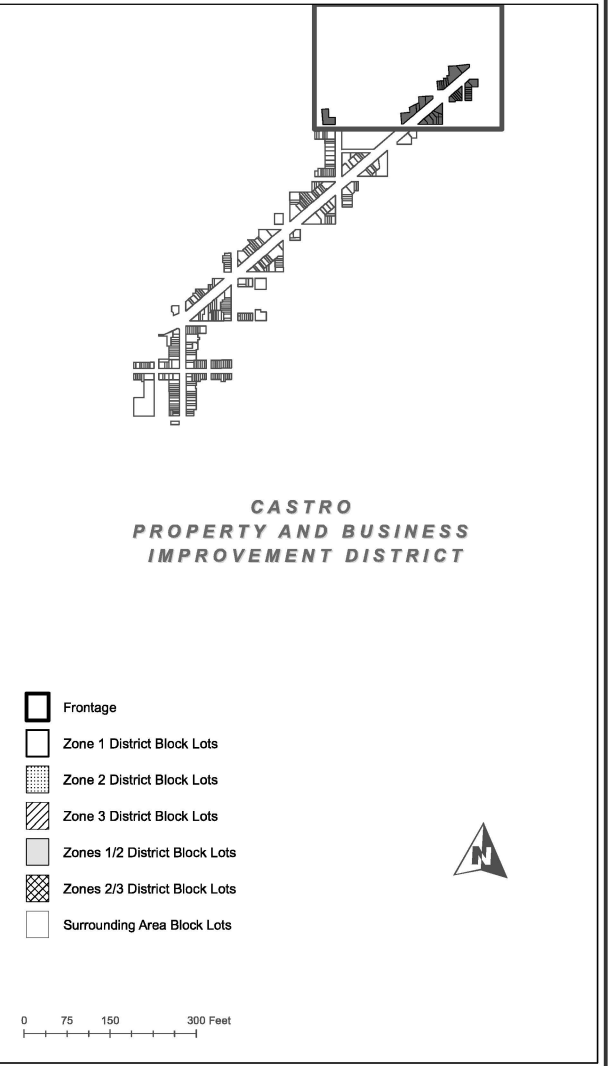 CASTRO
PROPERTY AND BUSINESS
IMPROVEMENT DISTRICT
Frontage
Zone 1 District Block Lots
Zone 2 District Block Lots
Zone 3 District Block Lots
Zones 1/2 District Block Lots
Zones 2/3 District Block Lots
Surrounding Area Block Lots
N
0 75 150 300 Feet